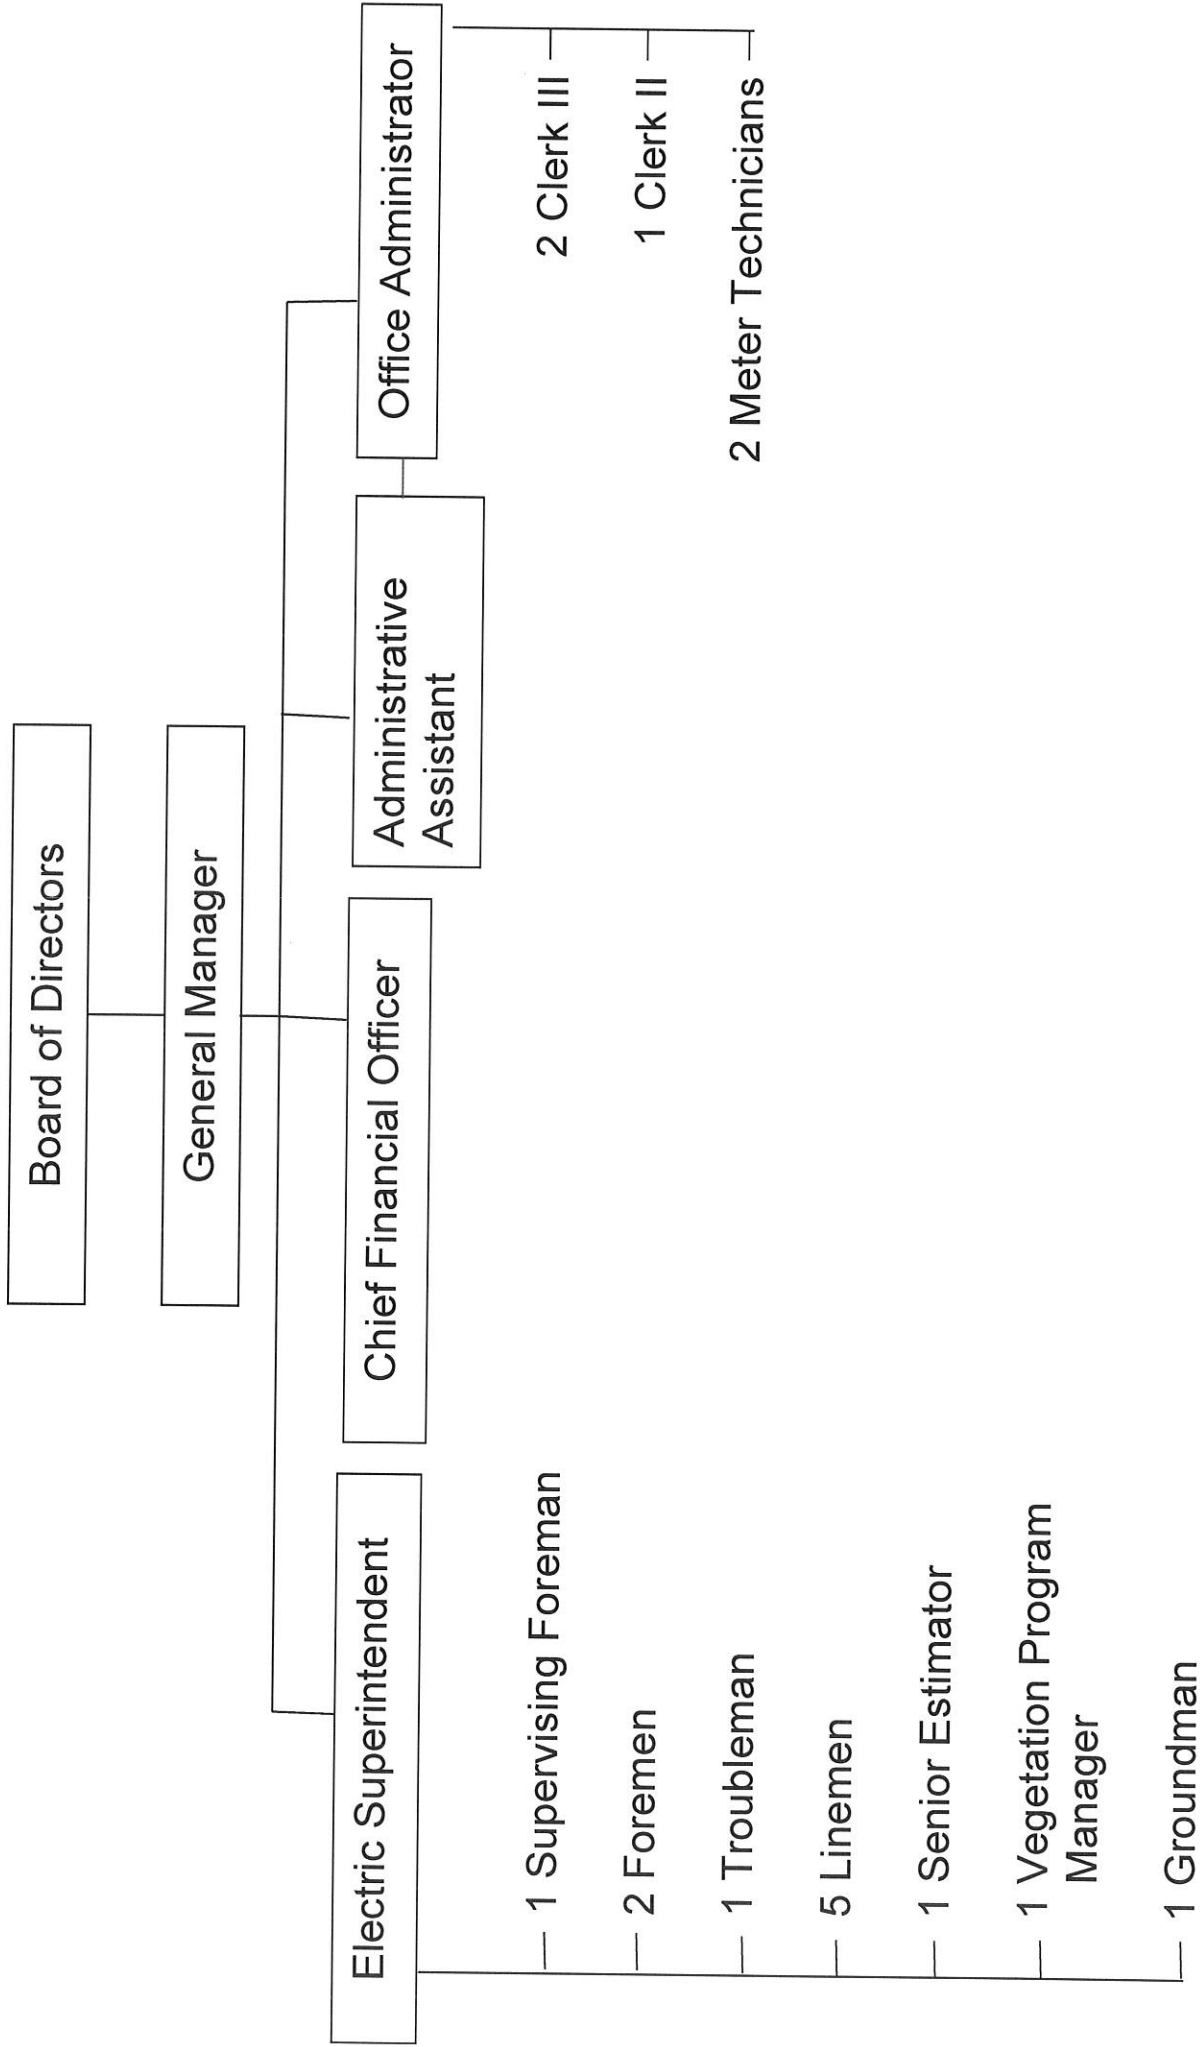 Board of Directors
General Manager
Electric Superintendent
Chief Financial Officer
Administrative
Assistant
Office Administrator
1 Supervising Foreman
2 Foremen
1 Troubleman
5 Linemen
1 Senior Estimator
1 Vegetation Program
Manager
1 Groundman
2 Clerk III
1 Clerk II
2 Meter Technicians